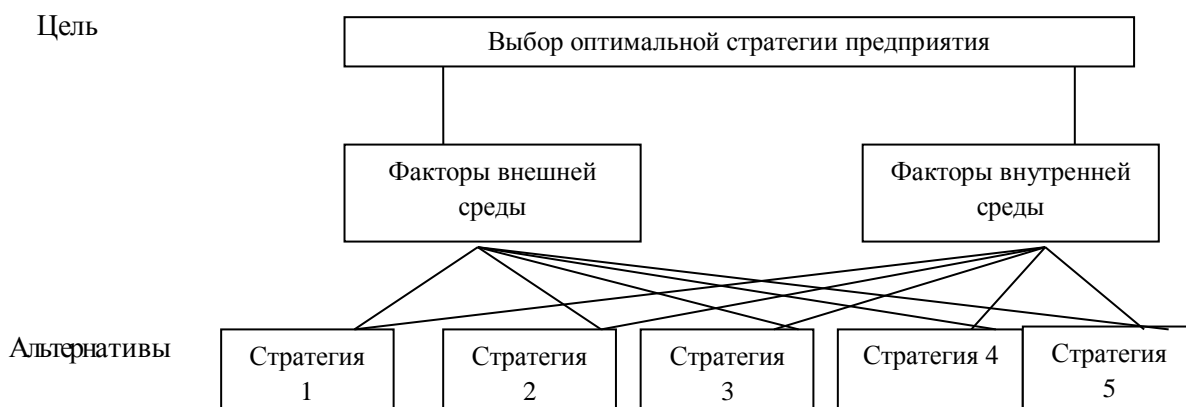 Цель
Выбор оптимальной стратегии предприятия
Факторы внешней
среды
Факторы внутренней
среды
Альтернативы
Стратегия
1
Стратегия
2
Стратегия
3
Стратегия 4
Стратегия
5